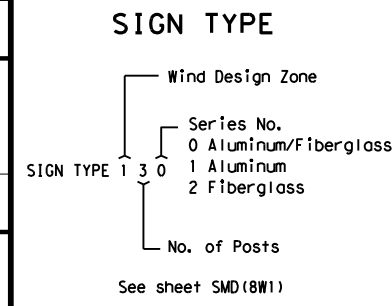 SIGN TYPE
Wind Design Zone
Series No.
0 Aluminum/Fiberglass
1 Aluminum
2 Fiberglass
SIGN TYPE 1 3 0
No. of Posts
See sheet SMD(8W1)